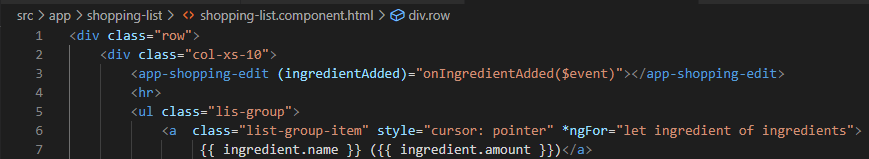 src > app > shopping-list > <> shopping-list.component.html > div.row
1 <div class="row">
2 <div class="col-xs-10">
3 <app-shopping-edit (ingredientAdded)="onIngredientAdded($event)"></app-shopping-edit>
4 <hr>
5 <ul class="lis-group">
6 <a  class="list-group-item" style="cursor: pointer" *ngFor="let ingredient of ingredients">
7 {{ ingredient.name }} ({{ ingredient.amount }})</a>